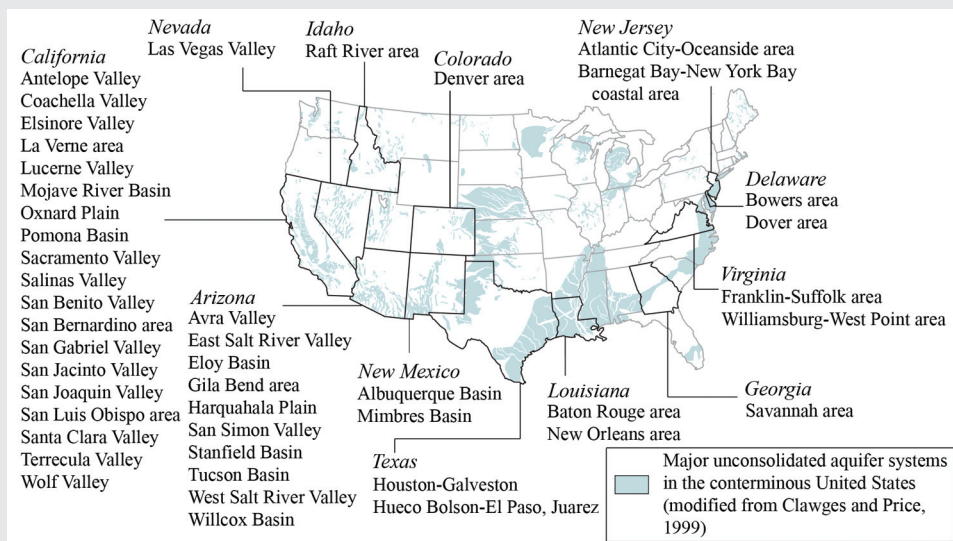 California
Antelope Valley
Coachella Valley
Elsinore Valley
La Verne area
Lucerne Valley
Mojave River Basin
Oxnard Plain
Pomona Basin
Sacramento Valley
Salinas Valley
San Benito Valley
San Bernardino area
San Gabriel Valley
San Jacinto Valley
San Joaquin Valley
San Luis Obispo area
Santa Clara Valley
Terrecula Valley
Wolf Valley
Nevada
Las Vegas Valley
Idaho
Raft River area
Colorado
Denver area
New Jersey
Atlantic City-Oceanside area
Barnegat Bay-New York Bay
coastal area
Delaware
Bowers area
Dover area
Virginia
Franklin-Suffolk area
Williamsburg-West Point area
Georgia
Savannah area
Louisiana
Baton Rouge area
New Orleans area
Texas
Houston-Galveston
Hueco Bolson-El Paso, Juarez
New Mexico
Albuquerque Basin
Mimbres Basin
Arizona
Avra Valley
East Salt River Valley
Eloy Basin
Gila Bend area
Harquahala Plain
San Simon Valley
Stanfield Basin
Tucson Basin
West Salt River Valley
Willcox Basin
Major unconsolidated aquifer systems
in the conterminous United States
(modified from Clawges and Price,
1999)